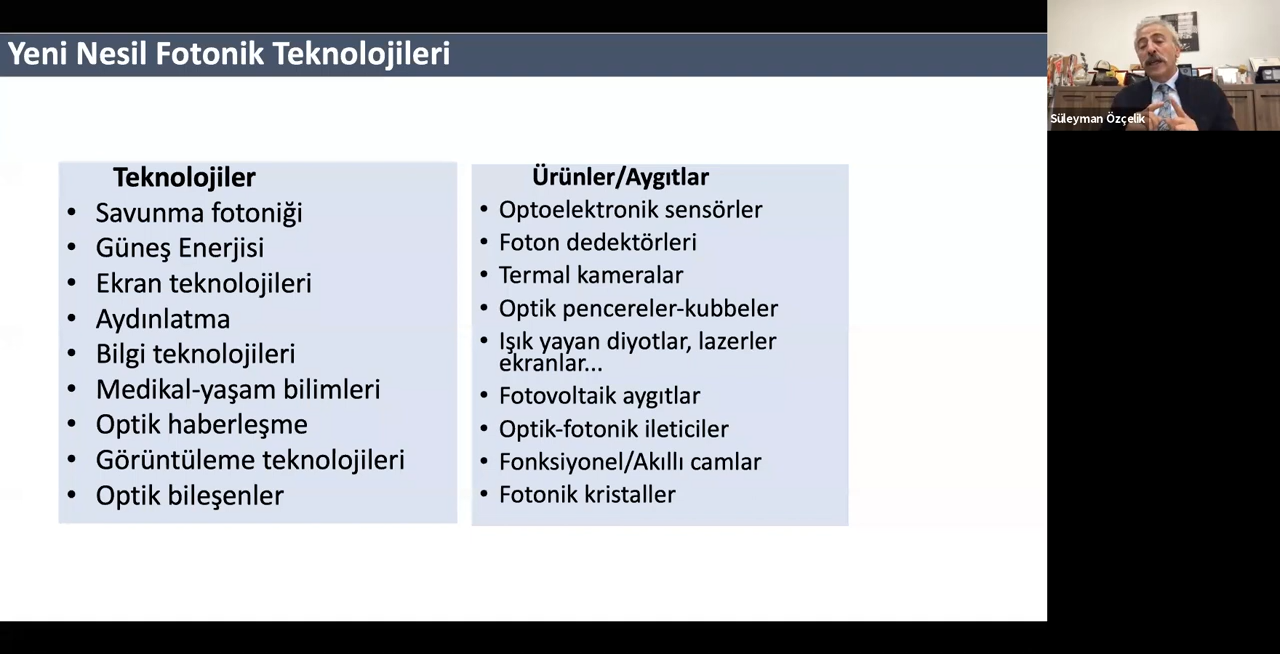 Yeni Nesil Fotonik Teknolojileri
Süleyman Özçelik
Teknolojiler
• Savunma fotoniği
• Güneş Enerjisi
• Ekran teknolojileri
• Aydınlatma
• Bilgi teknolojileri
• Medikal-yaşam bilimleri
• Optik haberleşme
• Görüntüleme teknolojileri
• Optik bileşenler
Ürünler/Aygıtlar
• Optoelektronik sensörler
• Foton dedektörleri
• Termal kameralar
• Optik pencereler-kubbeler
• Işık yayan diyotlar, lazerler
ekranlar...
• Fotovoltaik aygıtlar
• Optik-fotonik ileticiler
• Fonksiyonel/Akıllı camlar
• Fotonik kristaller